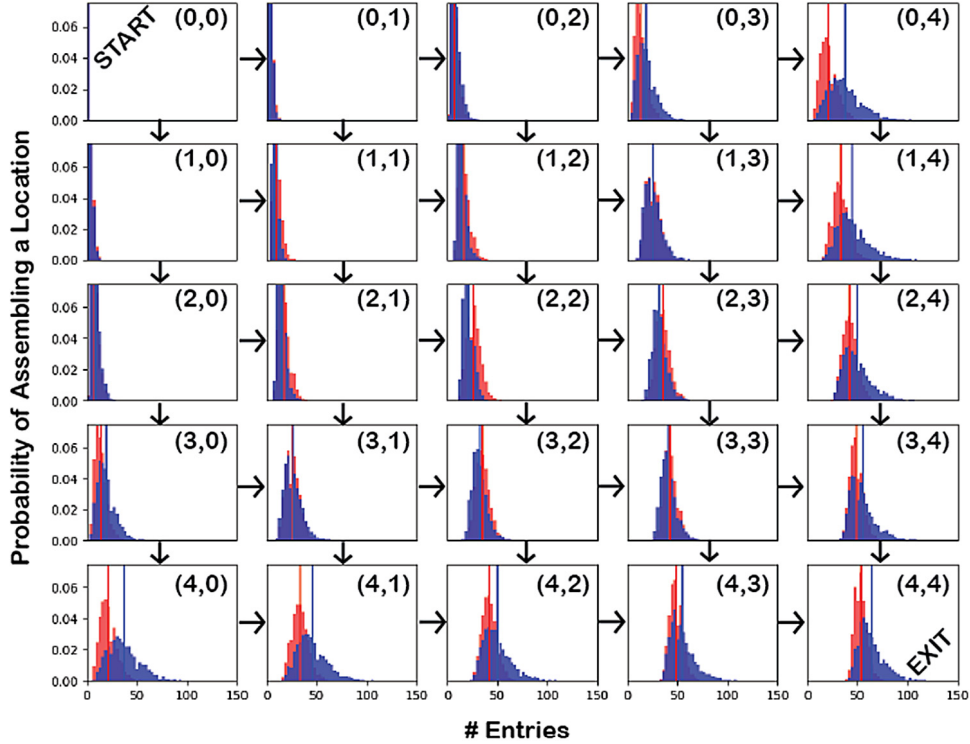 Probability of Assembling a Location
0.06 START (0,0) (0,1) (0,2) (0,3) (0,4)
0.04
0.02
0.00
0.06 (1,0) (1,1) (1,2) (1,3) (1,4)
0.04
0.02
0.00
0.06 (2,0) (2,1) (2,2) (2,3) (2,4)
0.04
0.02
0.00
0.06 (3,0) (3,1) (3,2) (3,3) (3,4)
0.04
0.02
0.00
0.06 (4,0) (4,1) (4,2) (4,3) (4,4)
0.04
0.02 EXIT
0.00
0 50 100 150 0 50 100 0 50 100 150 0 50 100 150 0 50 100 150
# Entries